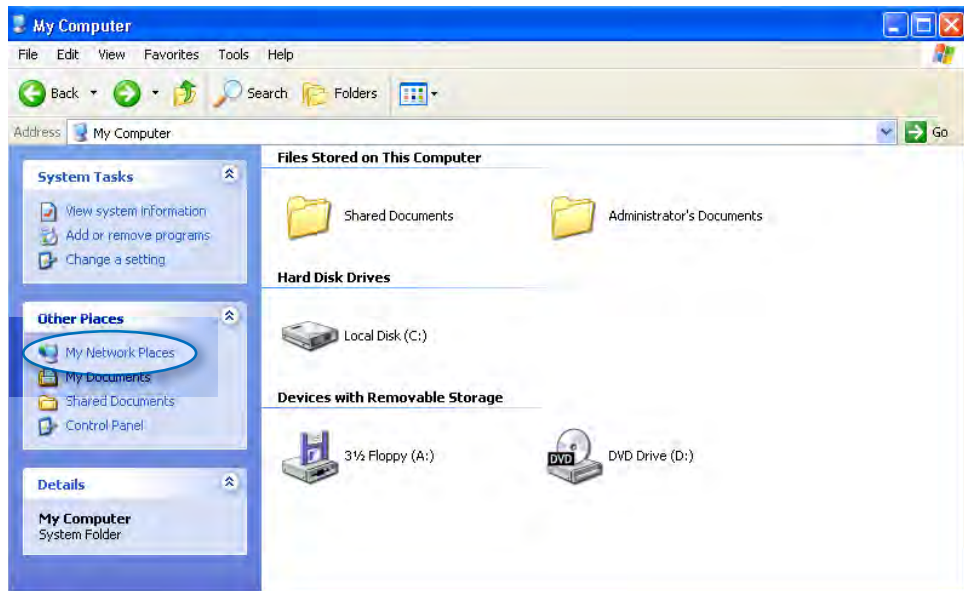 My Computer
File Edit View Favorites Tools Help
Back Search Folders
Address My Computer Go
System Tasks
View system information
Add or remove programs
Change a setting
Other Places
My Network Places
My Documents
Shared Documents
Control Panel
Details
My Computer
System Folder
Files Stored on This Computer
Shared Documents Administrator's Documents
Hard Disk Drives
Local Disk (C:)
Devices with Removable Storage
3½ Floppy (A:) DVD DVD Drive (D:)